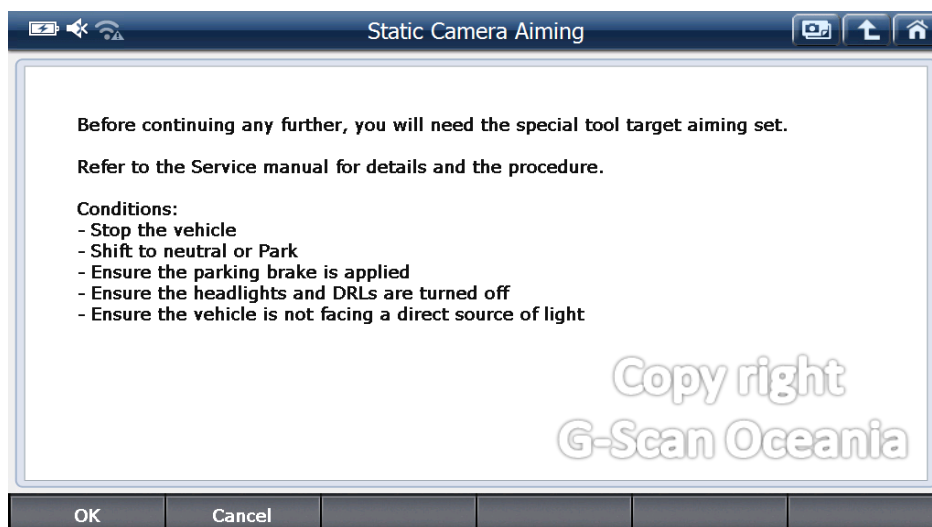 Static Camera Aiming
Before continuing any further, you will need the special tool target aiming set.
Refer to the Service manual for details and the procedure.
Conditions:
- Stop the vehicle
- Shift to neutral or Park
- Ensure the parking brake is applied
- Ensure the headlights and DRLs are turned off
- Ensure the vehicle is not facing a direct source of light
Copy right
G-Scan Oceania
OK
Cancel